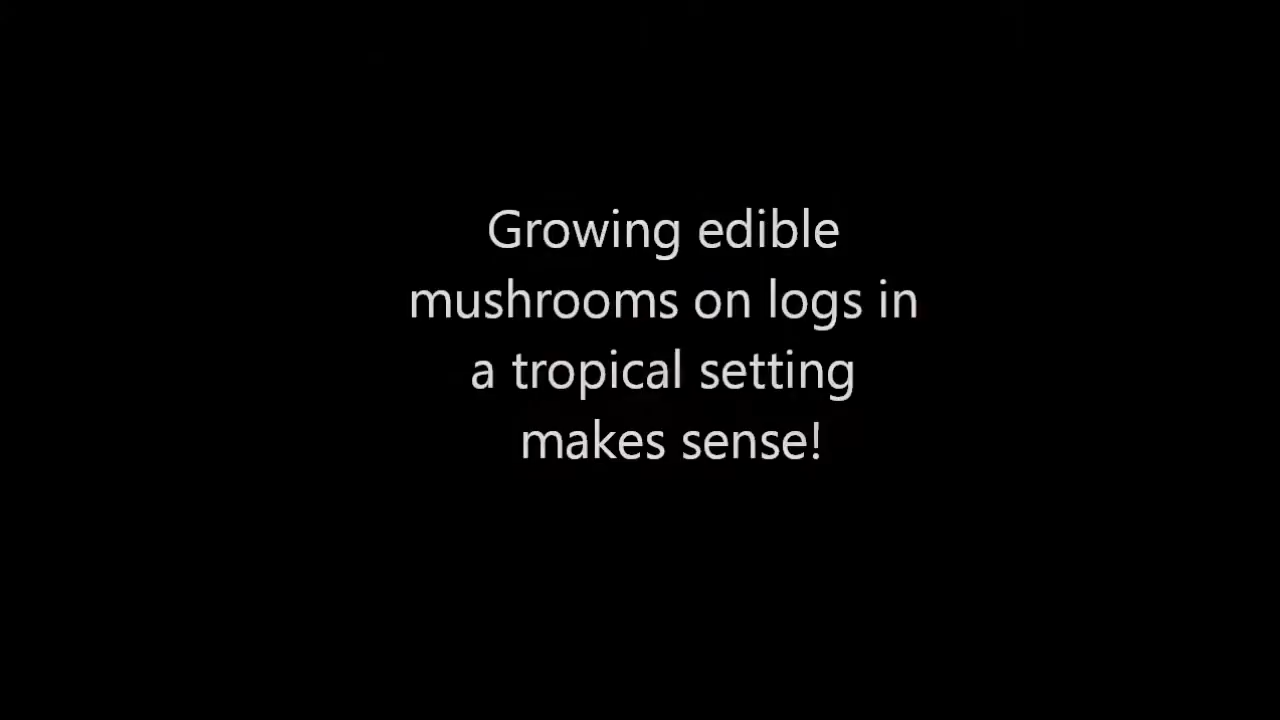 Growing edible
mushrooms on logs in
a tropical setting
makes sense!